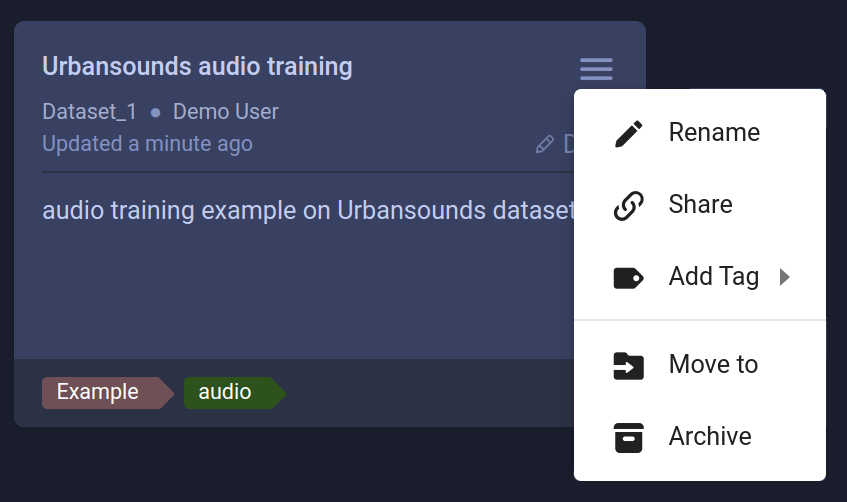 Urbansounds audio training
Dataset_1 ● Demo User
Updated a minute ago
audio training example on Urbansounds dataset
Example
audio
Rename
Share
Add Tag
Move to
Archive